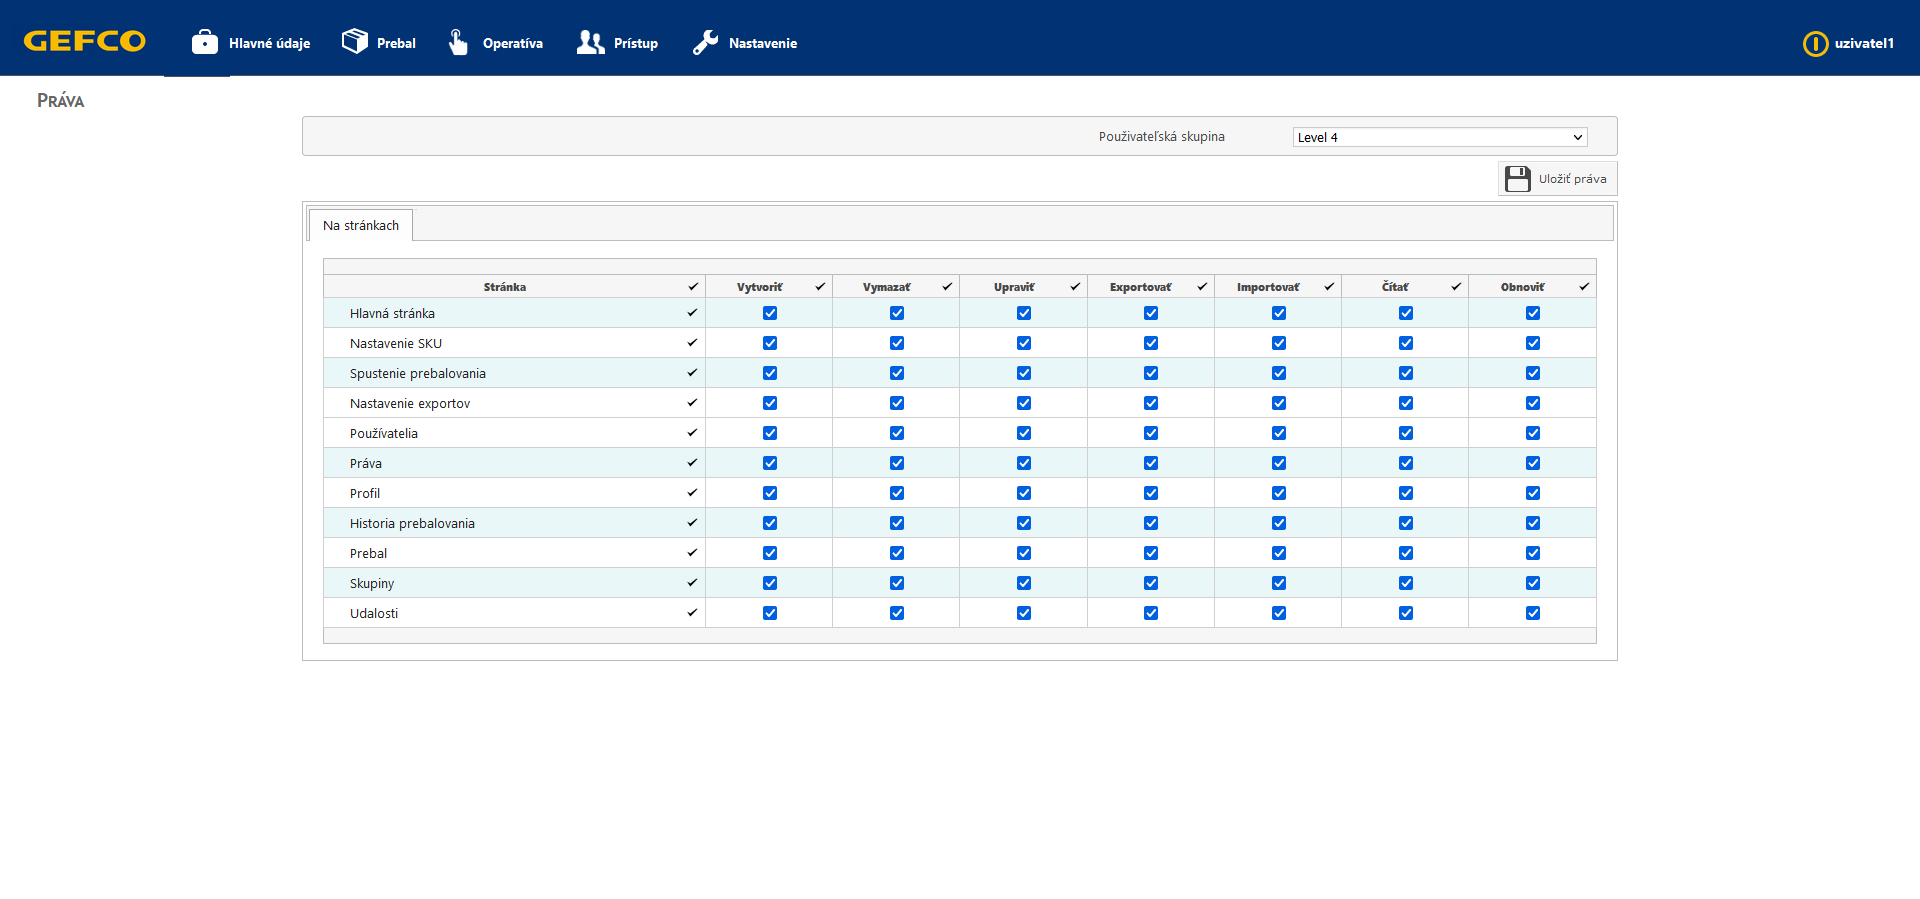 GEFCO Hlavné údaje Prebal Operatíva Prístup Nastavenie uzivatel1
Práva
Použivateľská skupina Level 4
Uložiť práva
Na stránkach
Stránka Vytvoriť Vymazať Upraviť Exportovať Importovať Čítať Obnoviť
Hlavná stránka
Nastavenie SKU
Spustenie prebalovania
Nastavenie exportov
Používatelia
Práva
Profil
Historia prebalovania
Prebal
Skupiny
Udalosti